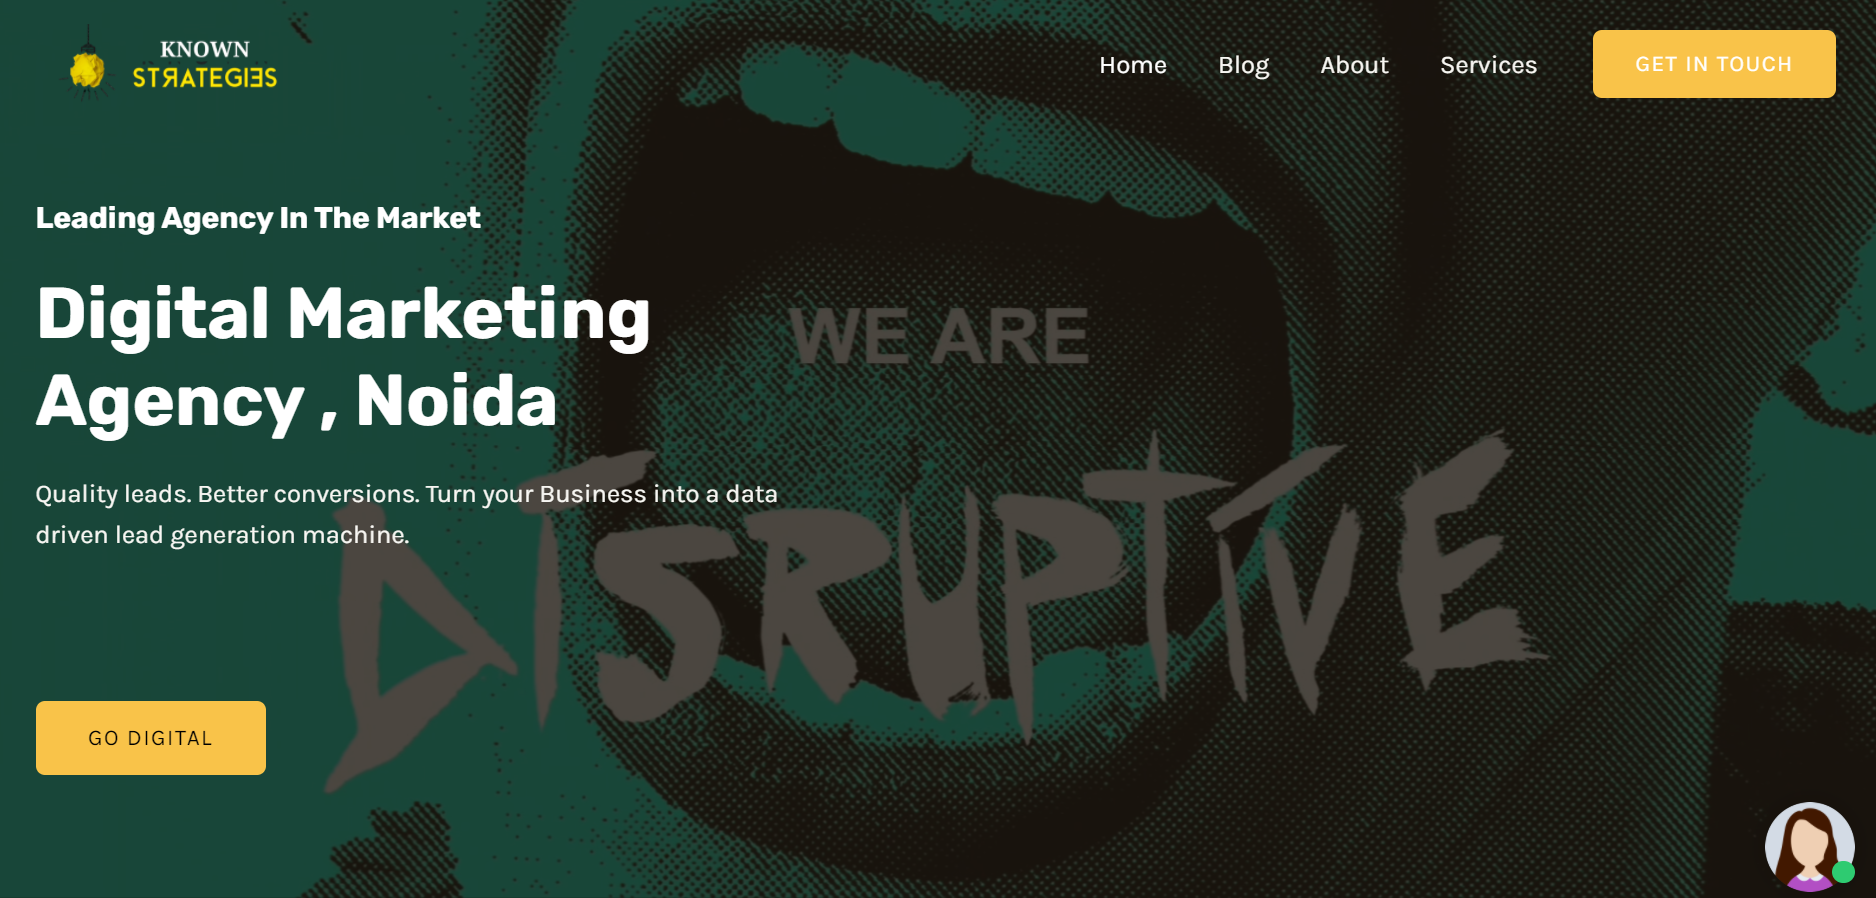 KNOWN
STRATEGIES
Home Blog About Services GET IN TOUCH
Leading Agency In The Market
Digital Marketing
Agency , Noida
WE ARE
DISRUPTIVE
Quality leads. Better conversions. Turn your Business into a data
driven lead generation machine.
GO DIGITAL